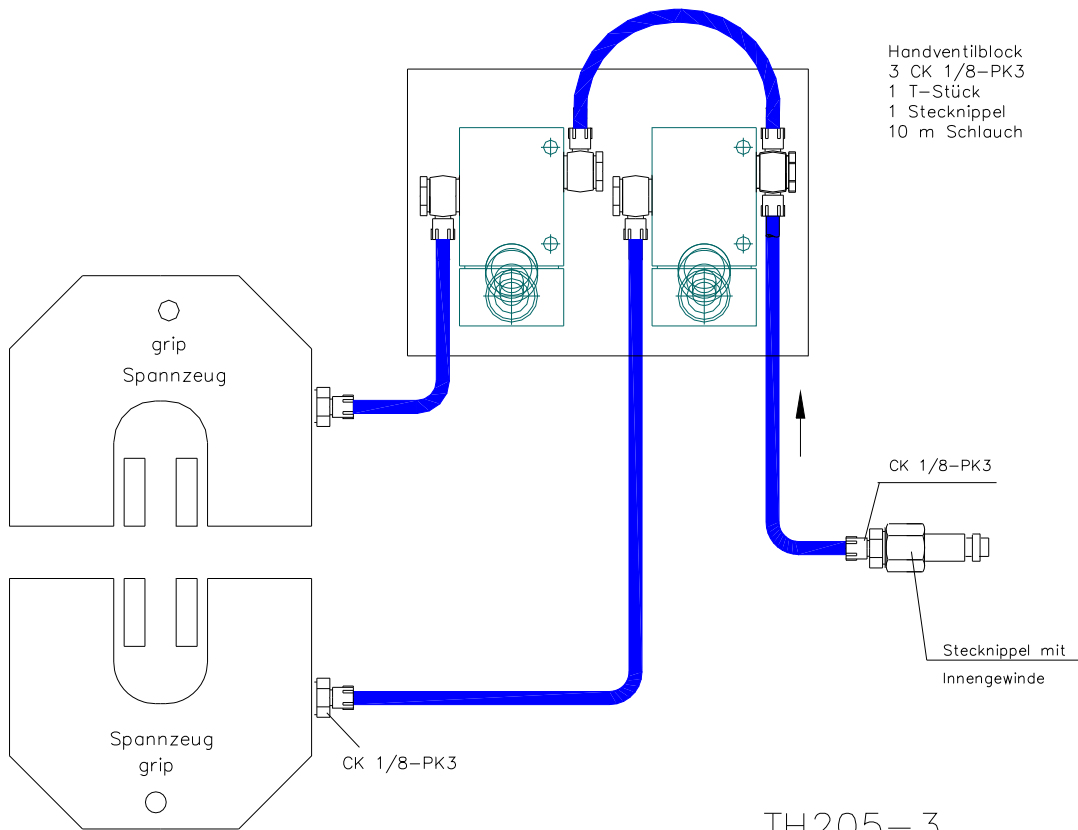 Handventilblock
3 CK 1/8-PK3
1 T-Stück
1 Stecknippel
10 m Schlauch
grip
Spannzeug
CK 1/8-PK3
Stecknippel mit
Innengewinde
Spannzeug
grip
CK 1/8-PK3
TH205-3